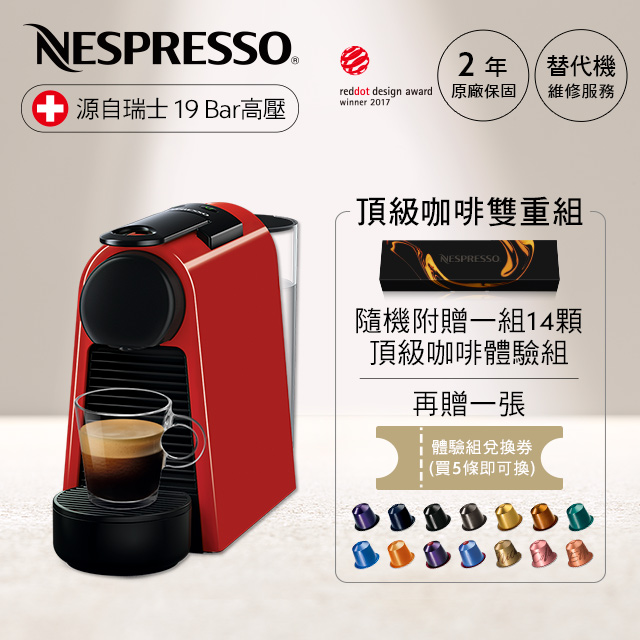 NESPRESSO®
源自瑞士 19 Bar高壓
reddot design award
winner 2017
2 年
原廠保固
替代機
維修服務
頂級咖啡雙重組
NESPRESSO
隨機附贈一組14顆
頂級咖啡體驗組
再贈一張
體驗組兌換券
(買5條即可換)